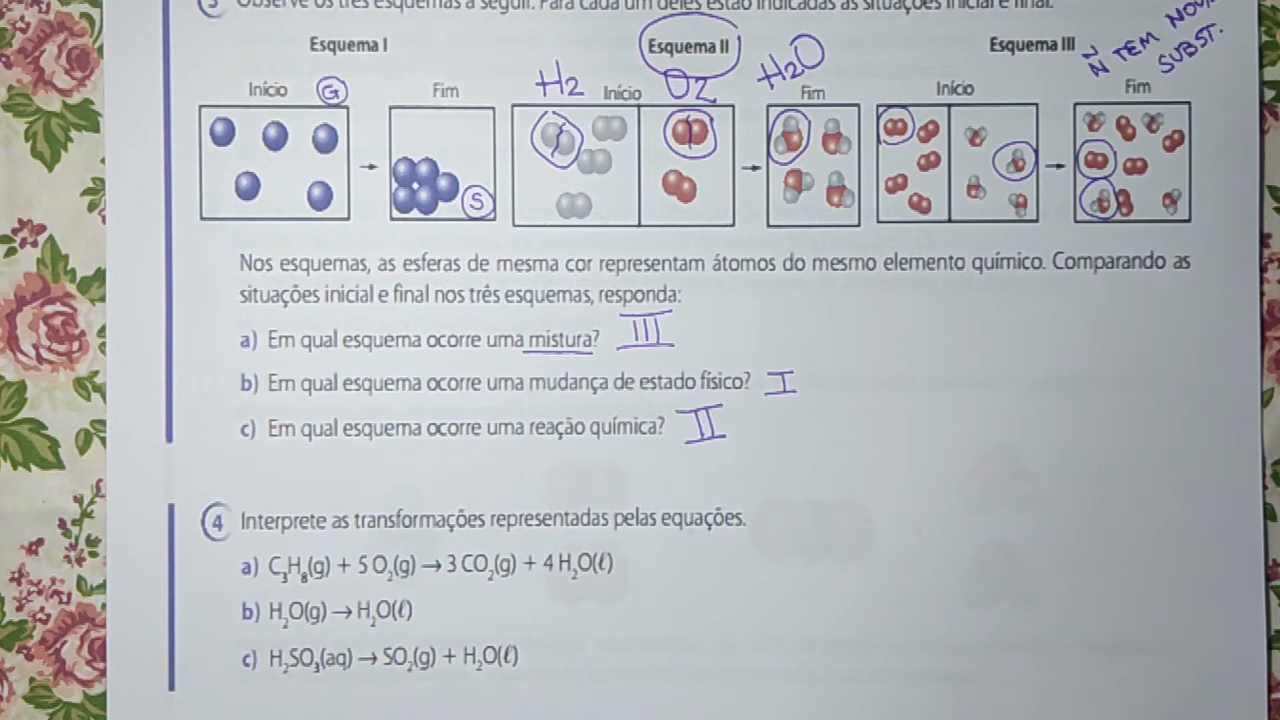 3 Observe os três esquemas a seguir. Para cada um deles estão indicadas as situações inicial e final.
Esquema I
Esquema II
Esquema III
Ñ TEM NOVA
SUBST.
Início G
Fim
H2 Início O2
H2O
Fim
Início
Fim
S
Nos esquemas, as esferas de mesma cor representam átomos do mesmo elemento químico. Comparando as
situações inicial e final nos três esquemas, responda:
a) Em qual esquema ocorre uma mistura? III
b) Em qual esquema ocorre uma mudança de estado físico? I
c) Em qual esquema ocorre uma reação química? II
4 Interprete as transformações representadas pelas equações.
a) C₃H₈(g) + 5 O₂(g) → 3 CO₂(g) + 4 H₂O(ℓ)
b) H₂O(g) → H₂O(ℓ)
c) H₂SO₃(aq) → SO₂(g) + H₂O(ℓ)